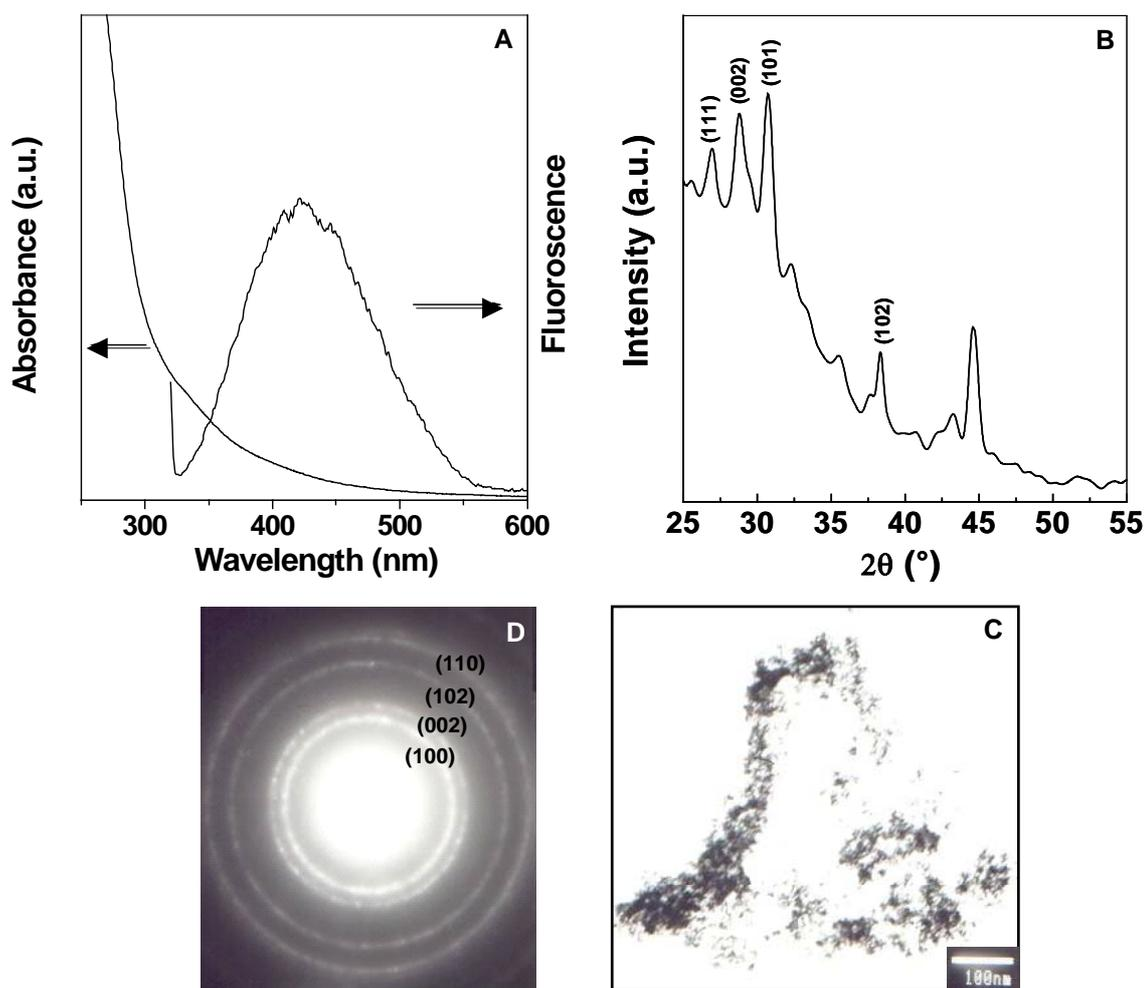 A
Absorbance (a.u.)
Fluoroscence
300 400 500 600
Wavelength (nm)
B
Intensity (a.u.)
(111)
(002)
(101)
(102)
25 30 35 40 45 50 55
2θ (°)
D
(110)
(102)
(002)
(100)
C
100nm